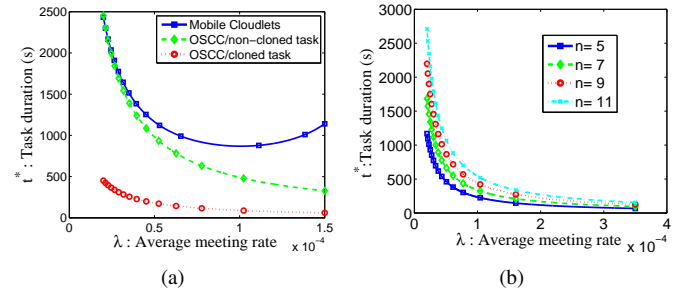 2500
2000
1500
1000
500
0
t* : Task duration (s)
Mobile Cloudlets
OSCC/non-cloned task
OSCC/cloned task
0
0.5
1
1.5
λ : Average meeting rate
x 10⁻⁴
(a)
3000
2500
2000
1500
1000
500
0
t* :Task duration (s)
n= 5
n= 7
n= 9
n= 11
0
1
2
3
4
λ : Average meeting rate
x 10⁻⁴
(b)